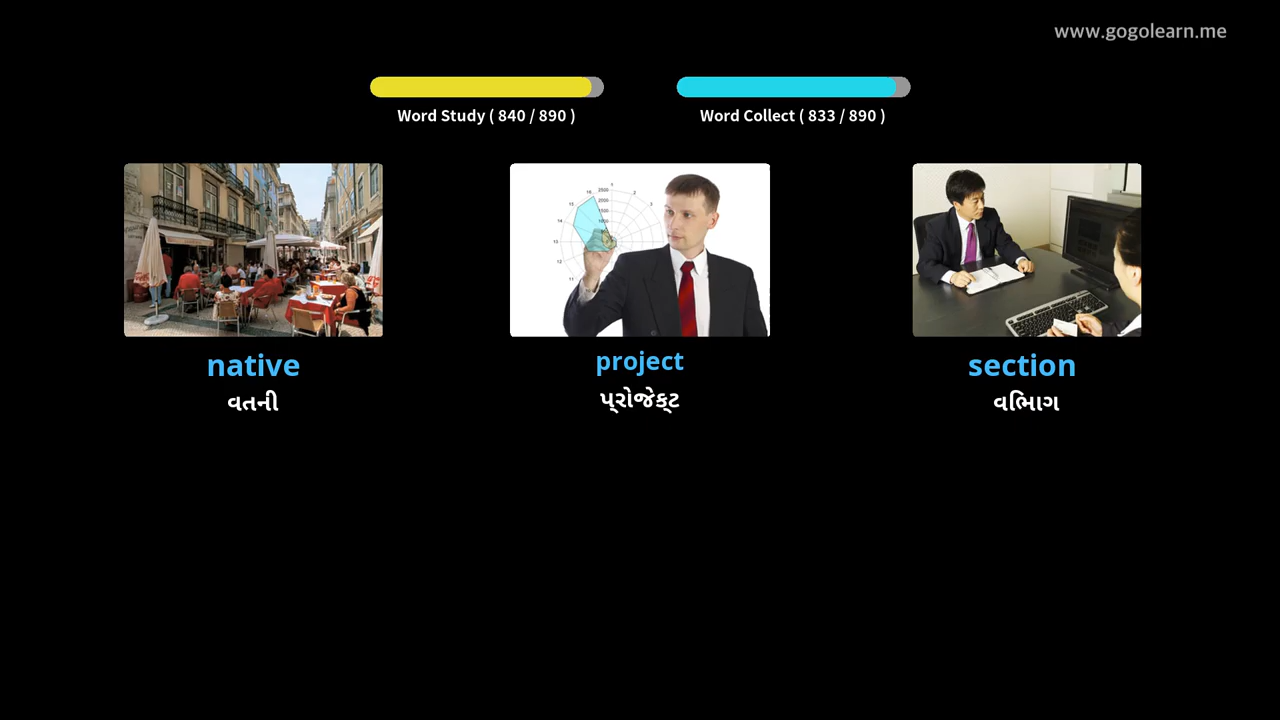 www.gogolearn.me
Word Study ( 840 / 890 )
Word Collect ( 833 / 890 )
native
project
section
વતની
પ્રોજેક્ટ
વિભાગ